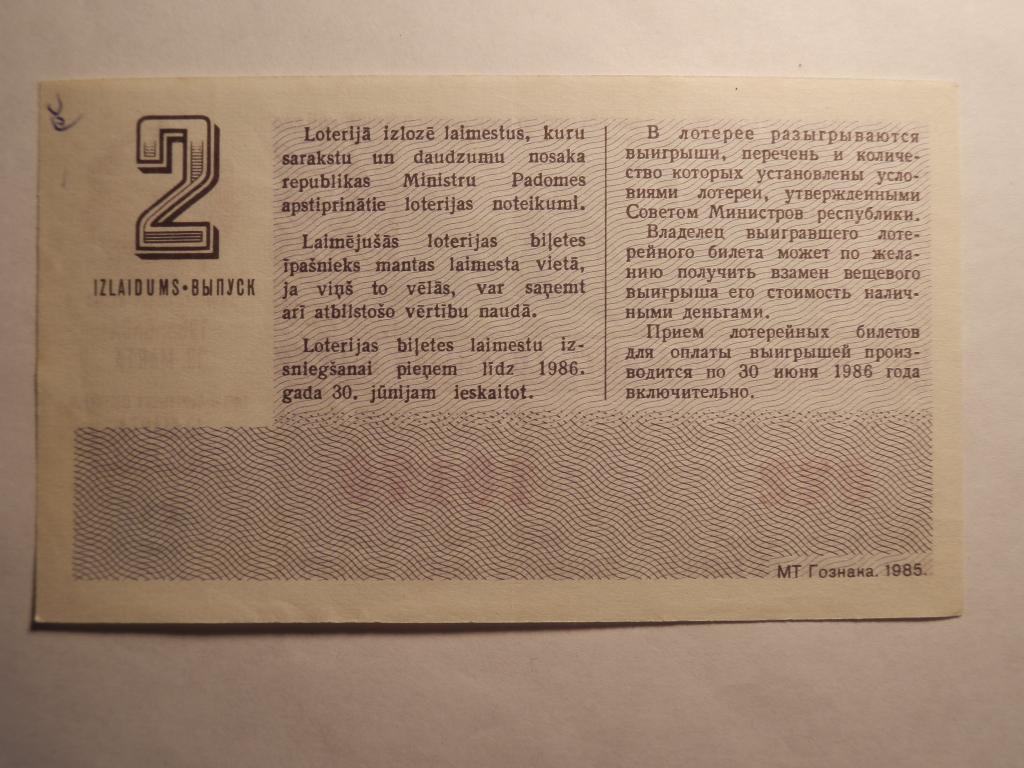 2
IZLAIDUMS•ВЫПУСК
Loterijā izlozē laimestus, kuru
sarakstu un daudzumu nosaka
republikas Ministru Padomes
apstiprinātie loterijas noteikumi.
Laimējušās loterijas biļetes
īpašnieks mantas laimesta vietā,
ja viņš to vēlās, var saņemt
arī atbilstošo vērtību naudā.
Loterijas biļetes laimestu iz-
sniegšanai pieņem līdz 1986.
gada 30. jūnijam ieskaitot.
В лотерее разыгрываются
выигрыши, перечень и количе-
ство которых установлены усло-
виями лотереи, утвержденными
Советом Министров республики.
Владелец выигравшего лоте-
рейного билета может по жела-
нию получить взамен вещевого
выигрыша его стоимость налич-
ными деньгами.
Прием лотерейных билетов
для оплаты выигрышей произ-
водится по 30 июня 1986 года
включительно.
МТ Гознака. 1985.